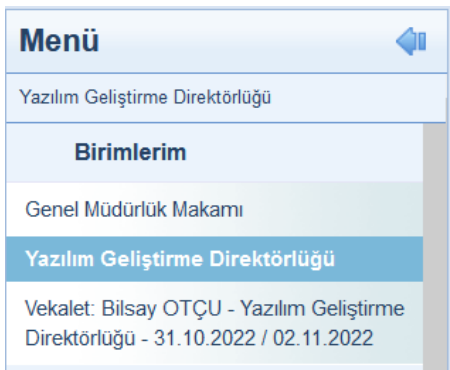 Menü
Yazılım Geliştirme Direktörlüğü
Birimlerim
Genel Müdürlük Makamı
Yazılım Geliştirme Direktörlüğü
Vekalet: Bilsay OTÇU - Yazılım Geliştirme
Direktörlüğü - 31.10.2022 / 02.11.2022